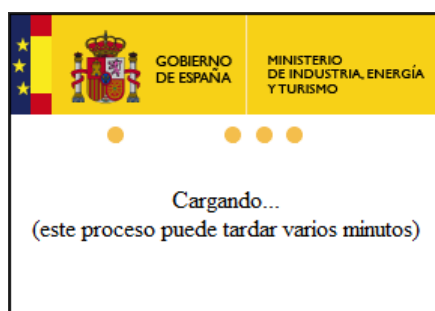 GOBIERNO
DE ESPAÑA
MINISTERIO
DE INDUSTRIA, ENERGÍA
Y TURISMO
Cargando...
(este proceso puede tardar varios minutos)